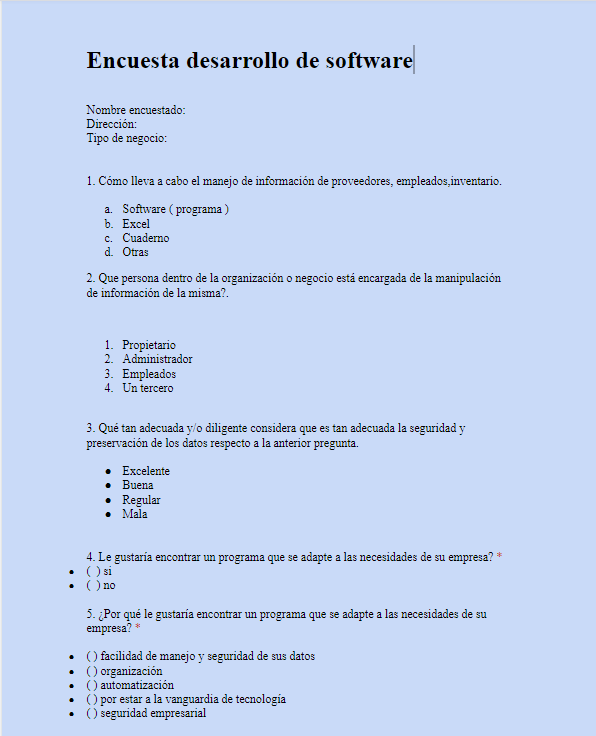 Encuesta desarrollo de software
Nombre encuestado:
Dirección:
Tipo de negocio:
1. Cómo lleva a cabo el manejo de información de proveedores, empleados,inventario.
a. Software ( programa )
b. Excel
c. Cuaderno
d. Otras
2. Que persona dentro de la organización o negocio está encargada de la manipulación
de información de la misma?.
1. Propietario
2. Administrador
3. Empleados
4. Un tercero
3. Qué tan adecuada y/o diligente considera que es tan adecuada la seguridad y
preservación de los datos respecto a la anterior pregunta.
● Excelente
● Buena
● Regular
● Mala
4. Le gustaría encontrar un programa que se adapte a las necesidades de su empresa? *
• ( ) si
• ( ) no
5. ¿Por qué le gustaría encontrar un programa que se adapte a las necesidades de su
empresa? *
• ( ) facilidad de manejo y seguridad de sus datos
• ( ) organización
• ( ) automatización
• ( ) por estar a la vanguardia de tecnología
• ( ) seguridad empresarial